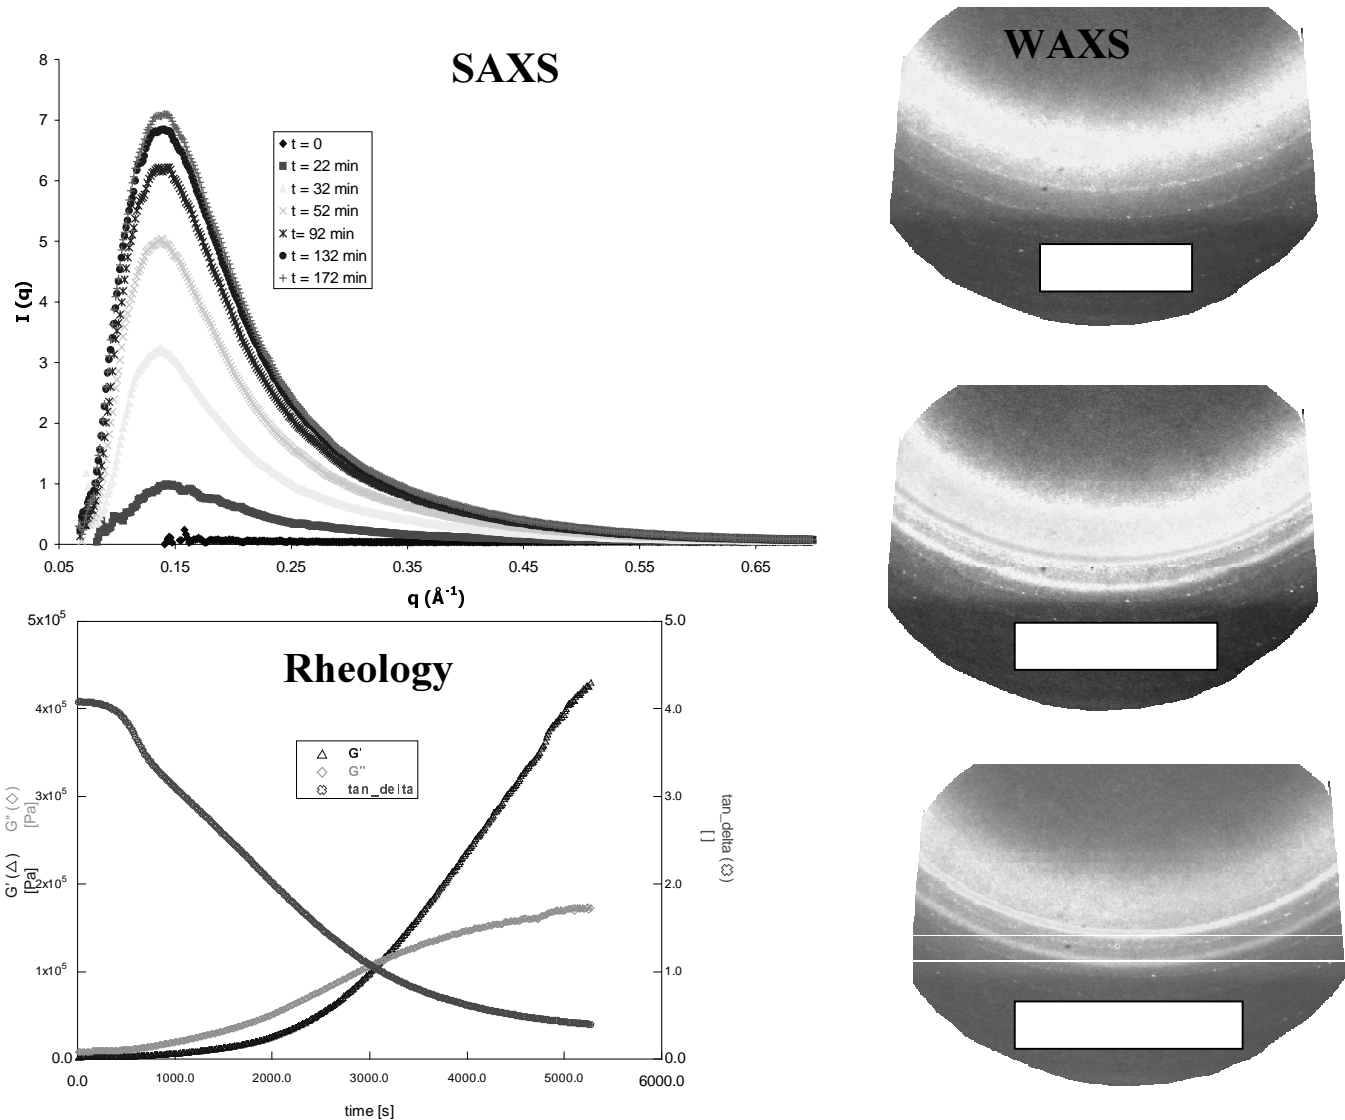 SAXS
8
7
6
5
4
3
2
1
0
I (q)
t = 0
t = 22 min
t = 32 min
t = 52 min
t= 92 min
t = 132 min
t = 172 min
0.05 0.15 0.25 0.35 0.45 0.55 0.65
q (Å⁻¹)
WAXS
Rheology
5x10⁵
4x10⁵
3x10⁵
2x10⁵
1x10⁵
0.0
G' (△) G'' (◇)
[Pa] [Pa]
G'
G''
tan_delta
5.0
4.0
3.0
2.0
1.0
0.0
tan_delta ()
[ ]
0.0 1000.0 2000.0 3000.0 4000.0 5000.0 6000.0
time [s]